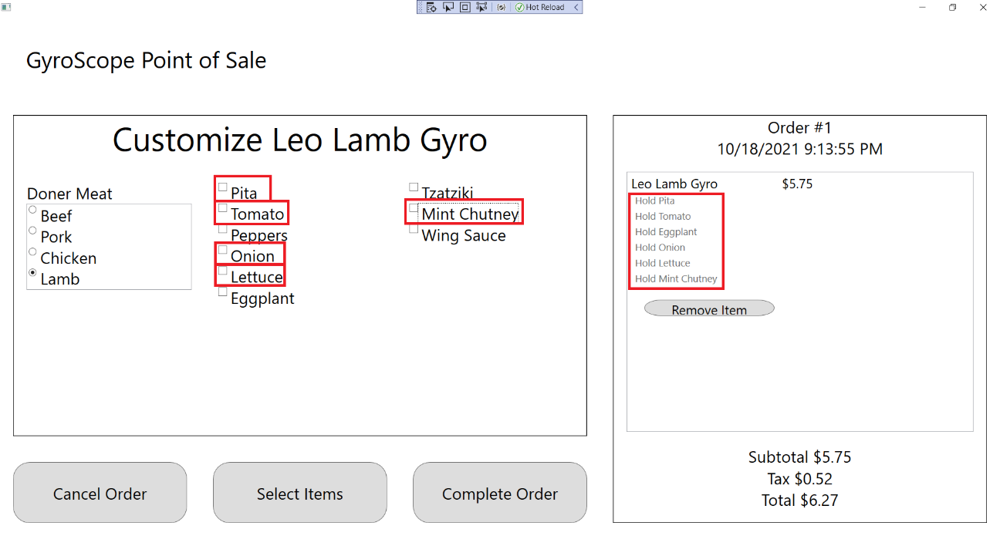 Hot Reload
GyroScope Point of Sale
Customize Leo Lamb Gyro
Doner Meat
Beef
Pork
Chicken
Lamb
Pita
Tomato
Peppers
Onion
Lettuce
Eggplant
Tzatziki
Mint Chutney
Wing Sauce
Cancel Order
Select Items
Complete Order
Order #1
10/18/2021 9:13:55 PM
Leo Lamb Gyro $5.75
Hold Pita
Hold Tomato
Hold Eggplant
Hold Onion
Hold Lettuce
Hold Mint Chutney
Remove Item
Subtotal $5.75
Tax $0.52
Total $6.27